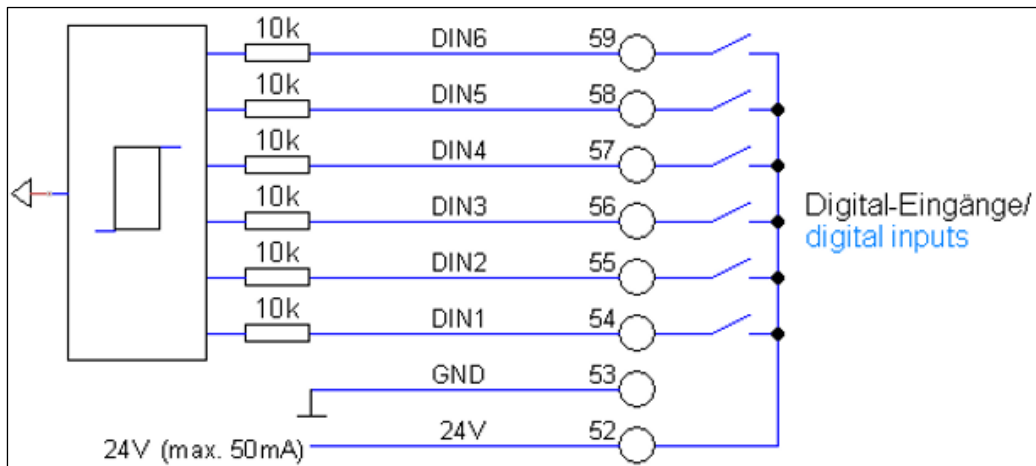 10k DIN6 59
10k DIN5 58
10k DIN4 57
10k DIN3 56
Digital-Eingänge/
digital inputs
10k DIN2 55
10k DIN1 54
GND 53
24V (max. 50mA) 24V 52